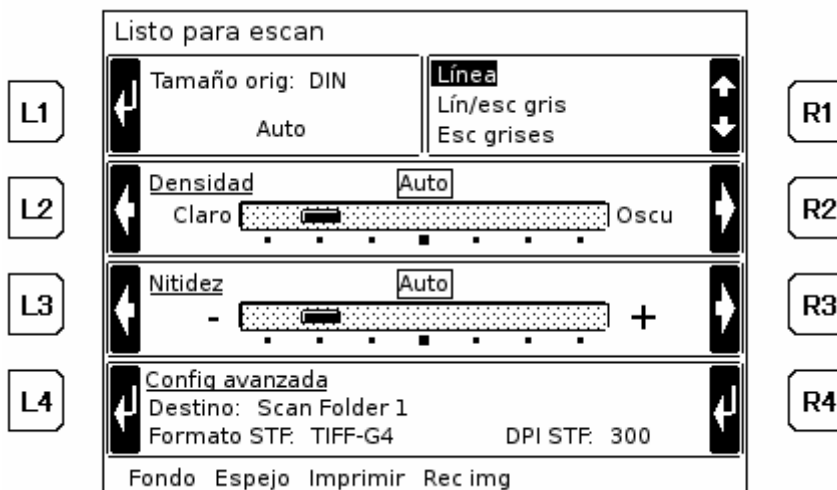 Listo para escan
L1
Tamaño orig: DIN
Auto
Línea
Lín/esc gris
Esc grises
R1
L2
Densidad
Auto
Claro
Oscu
R2
L3
Nitidez
Auto
-
+
R3
L4
Config avanzada
Destino: Scan Folder 1
Formato STF: TIFF-G4 DPI STF: 300
R4
Fondo Espejo Imprimir Rec img